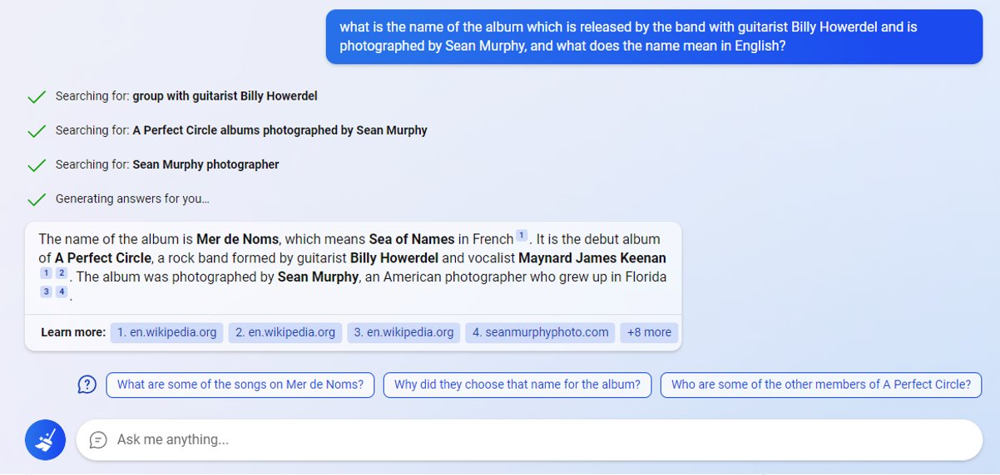 what is the name of the album which is released by the band with guitarist Billy Howerdel and is
photographed by Sean Murphy, and what does the name mean in English?
Searching for: group with guitarist Billy Howerdel
Searching for: A Perfect Circle albums photographed by Sean Murphy
Searching for: Sean Murphy photographer
Generating answers for you...
The name of the album is Mer de Noms, which means Sea of Names in French 1 . It is the debut album
of A Perfect Circle, a rock band formed by guitarist Billy Howerdel and vocalist Maynard James Keenan
1 2 . The album was photographed by Sean Murphy, an American photographer who grew up in Florida
3 4 .
Learn more: 1. en.wikipedia.org 2. en.wikipedia.org 3. en.wikipedia.org 4. seanmurphyphoto.com +8 more
What are some of the songs on Mer de Noms? Why did they choose that name for the album? Who are some of the other members of A Perfect Circle?
Ask me anything...